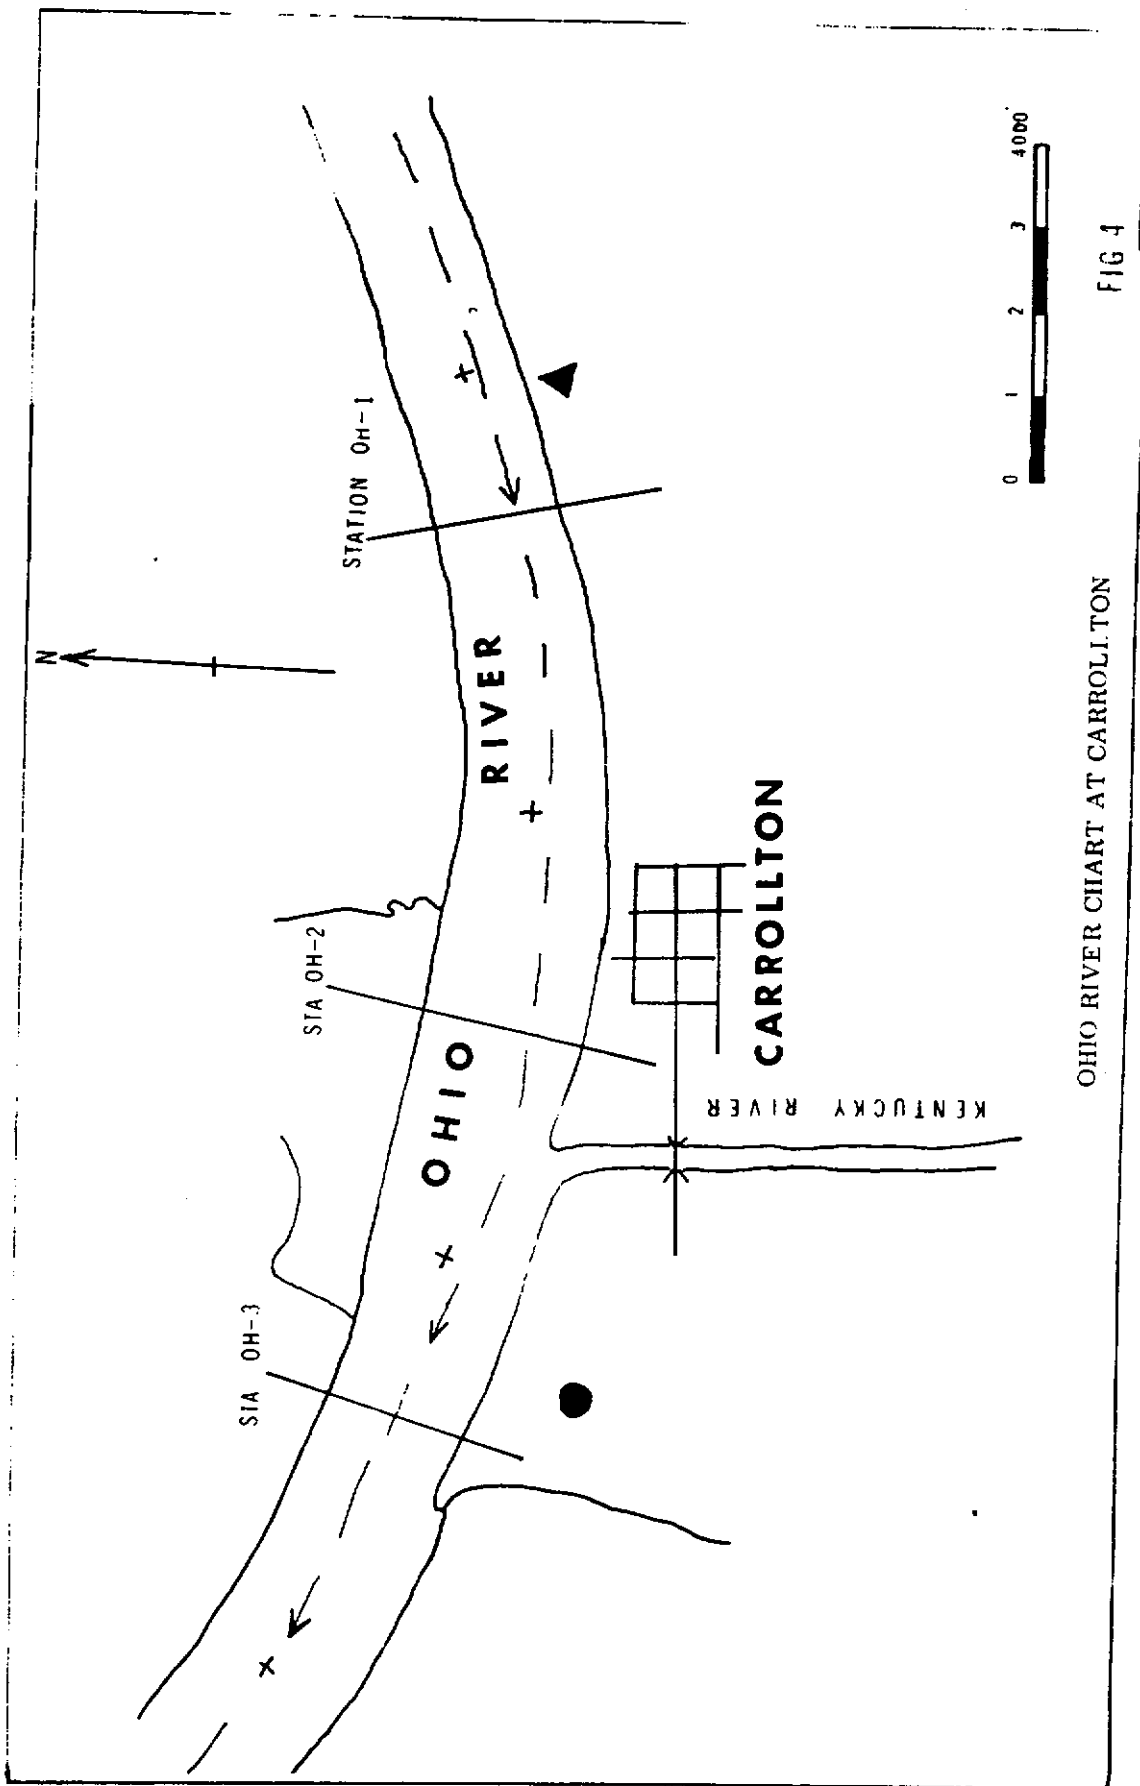 N
STATION OH-1
STA OH-2
STA OH-3
OHIO RIVER
CARROLLTON
KENTUCKY RIVER
0 1 2 3 4000'
FIG 4
OHIO RIVER CHART AT CARROLLTON